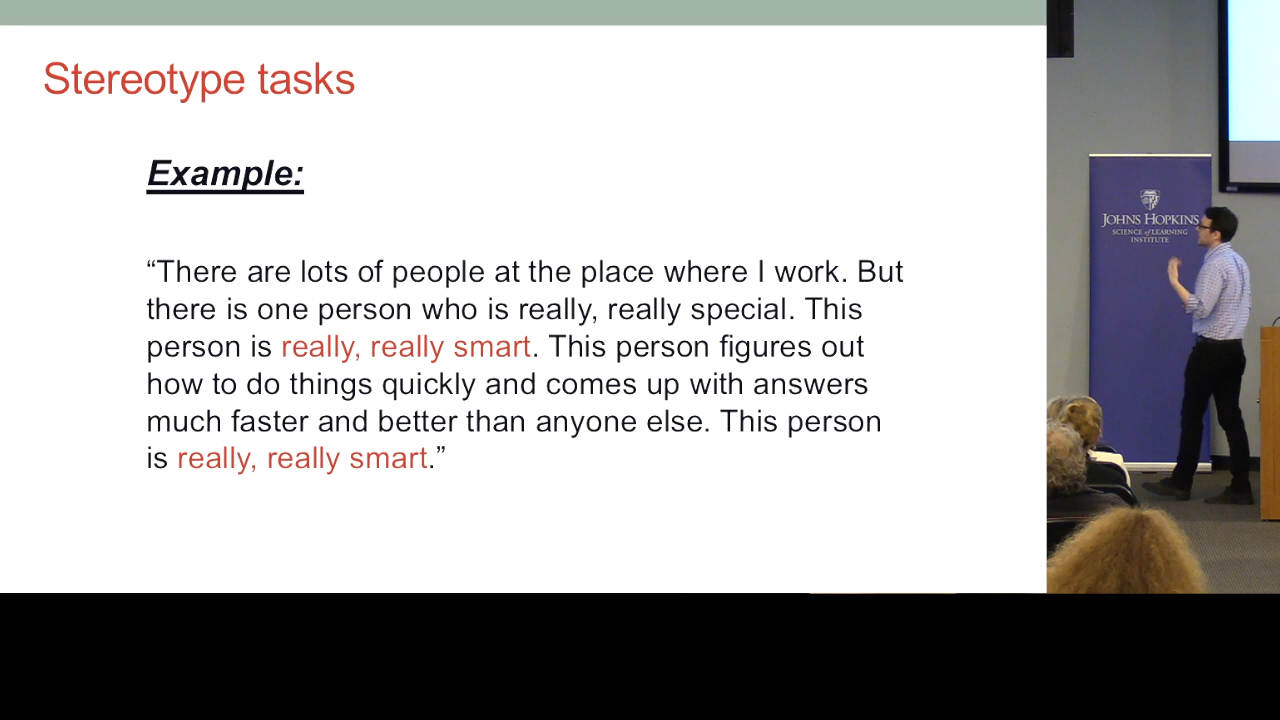 Stereotype tasks
Example:
“There are lots of people at the place where I work. But
there is one person who is really, really special. This
person is really, really smart. This person figures out
how to do things quickly and comes up with answers
much faster and better than anyone else. This person
is really, really smart.”
JOHNS HOPKINS
SCIENCE of LEARNING
INSTITUTE